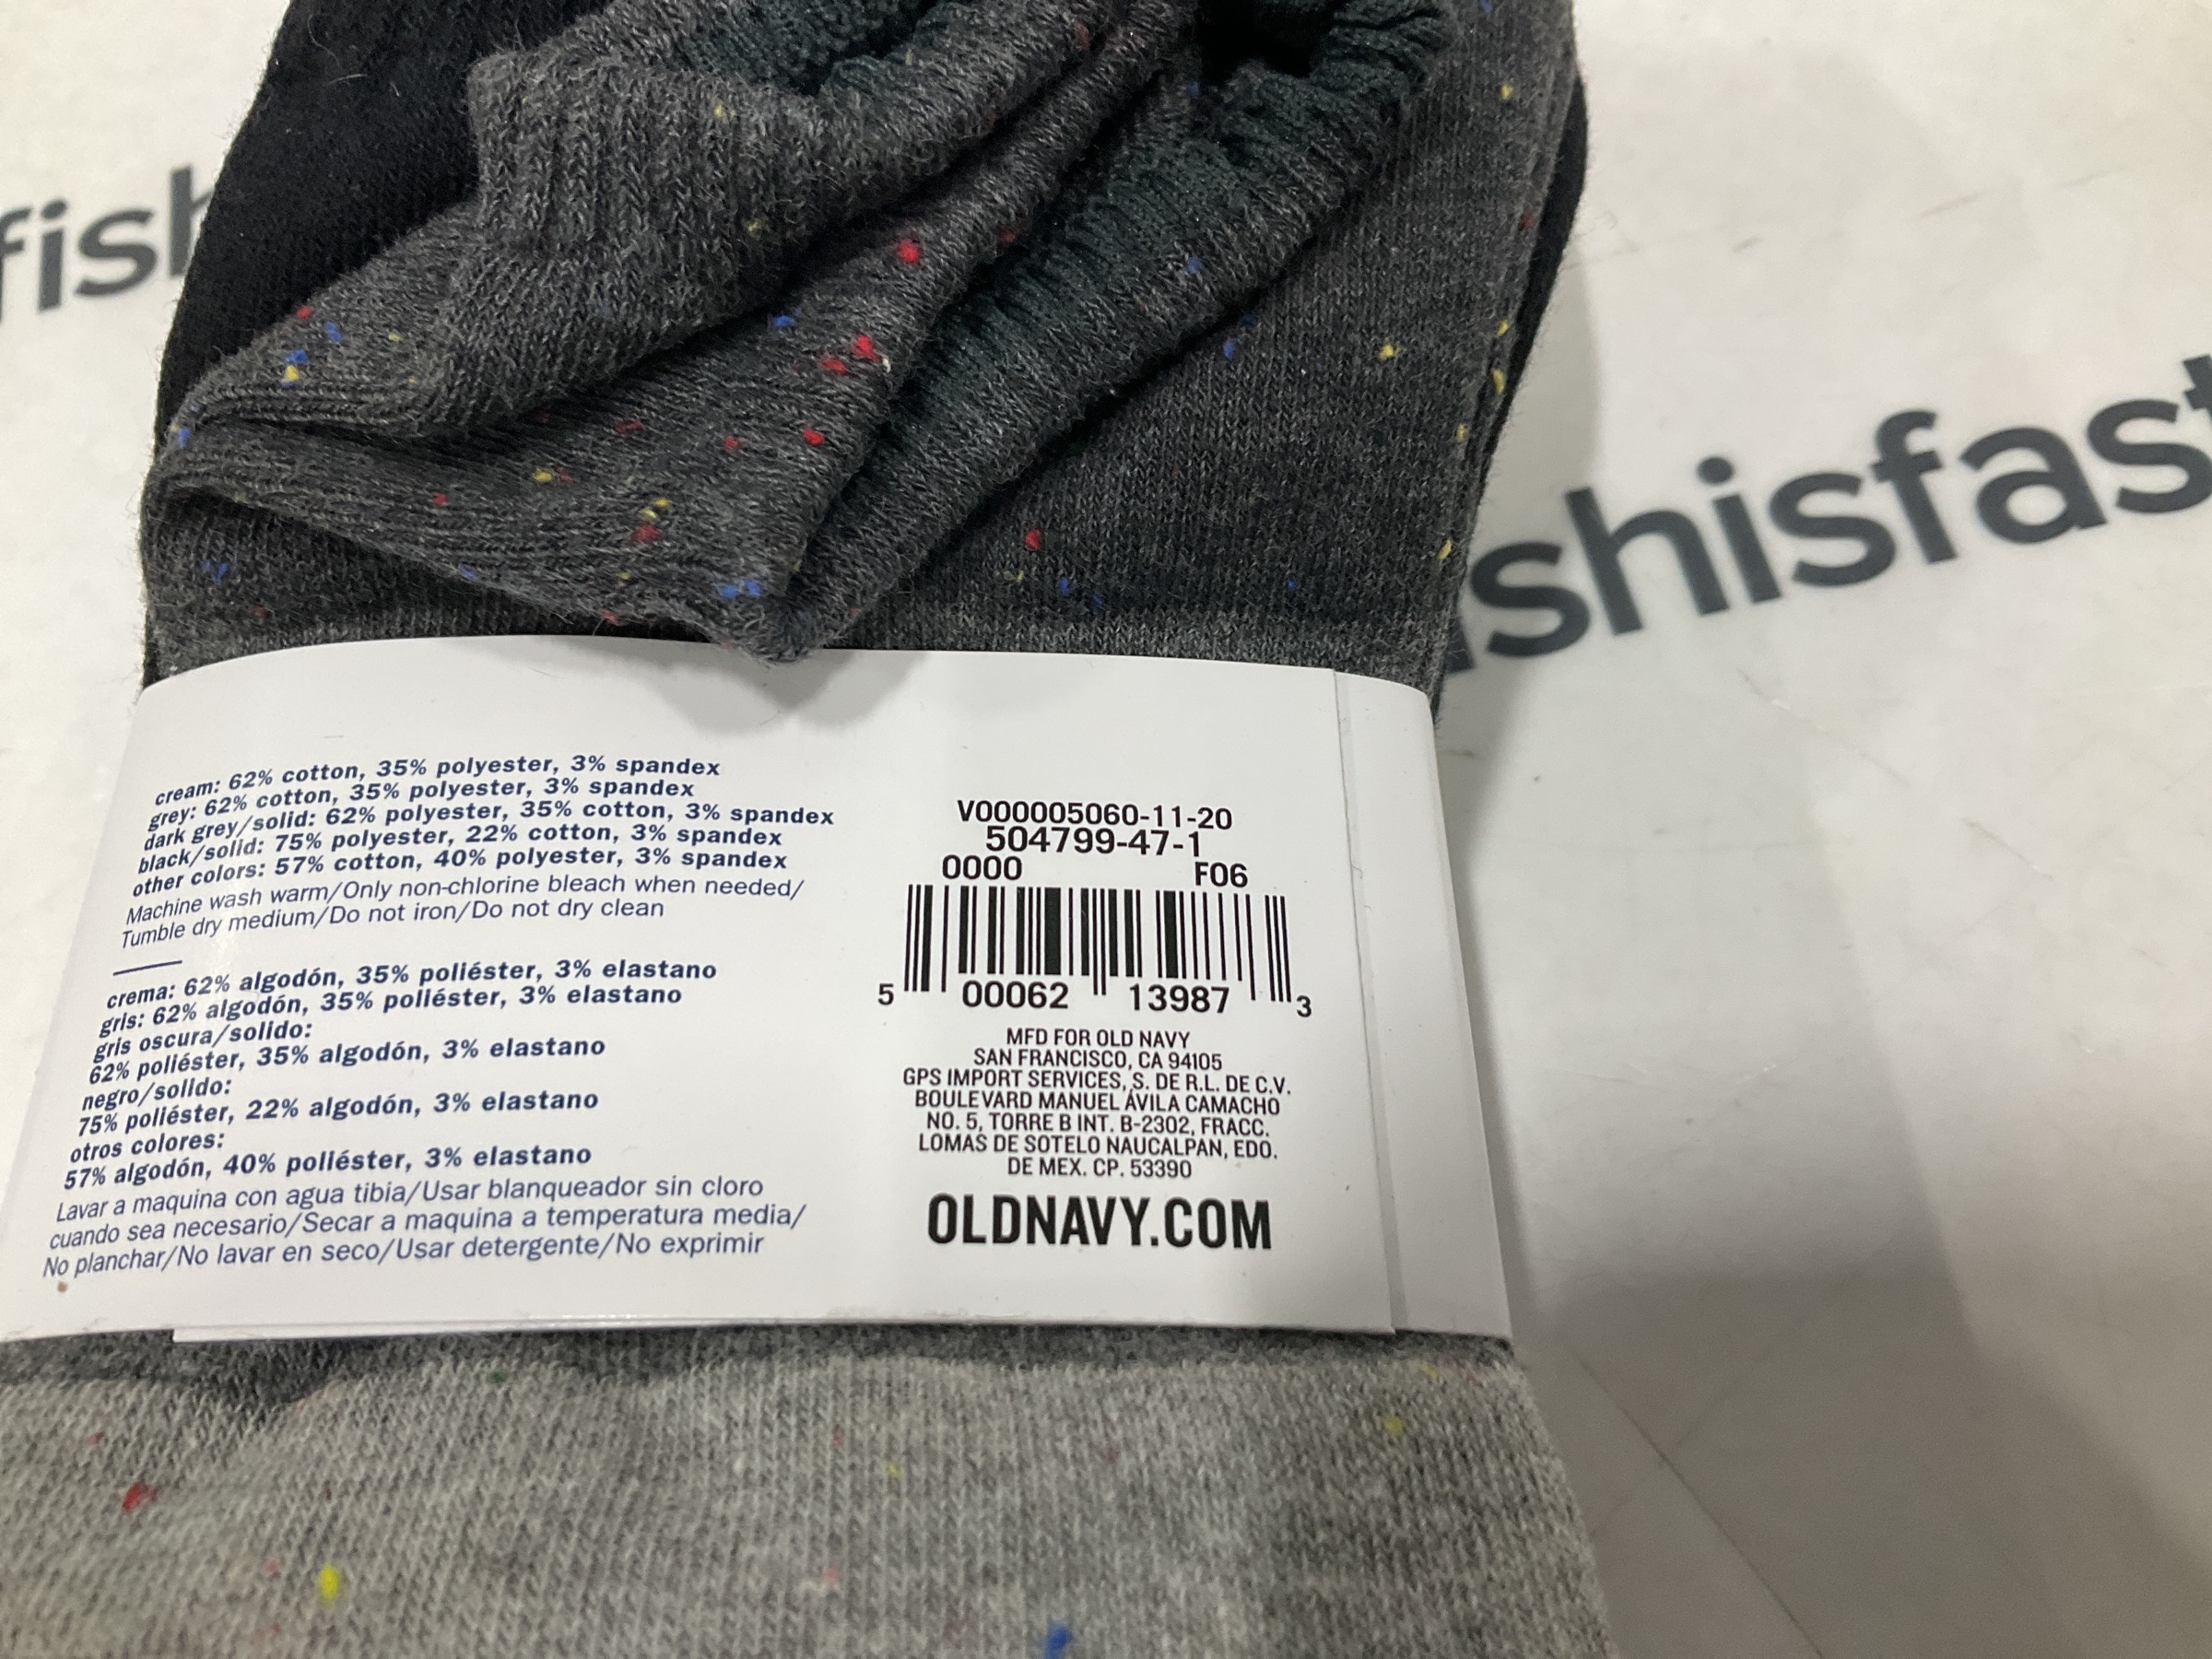 fish
shisfast
cream: 62% cotton, 35% polyester, 3% spandex
grey: 62% cotton, 35% polyester, 3% spandex
dark grey/solid: 62% polyester, 35% cotton, 3% spandex
black/solid: 75% polyester, 22% cotton, 3% spandex
other colors: 57% cotton, 40% polyester, 3% spandex
Machine wash warm/Only non-chlorine bleach when needed/
Tumble dry medium/Do not iron/Do not dry clean
crema: 62% algodón, 35% poliéster, 3% elastano
gris: 62% algodón, 35% poliéster, 3% elastano
gris oscura/solido:
62% poliéster, 35% algodón, 3% elastano
negro/solido:
75% poliéster, 22% algodón, 3% elastano
otros colores:
57% algodón, 40% poliéster, 3% elastano
Lavar a maquina con agua tibia/Usar blanqueador sin cloro
cuando sea necesario/Secar a maquina a temperatura media/
No planchar/No lavar en seco/Usar detergente/No exprimir
V000005060-11-20
504799-47-1
0000 F06
5 00062 13987 3
MFD FOR OLD NAVY
SAN FRANCISCO, CA 94105
GPS IMPORT SERVICES, S. DE R.L. DE C.V.
BOULEVARD MANUEL ÁVILA CAMACHO
NO. 5, TORRE B INT. B-2302, FRACC.
LOMAS DE SOTELO NAUCALPAN, EDO.
DE MEX. CP. 53390
OLDNAVY.COM